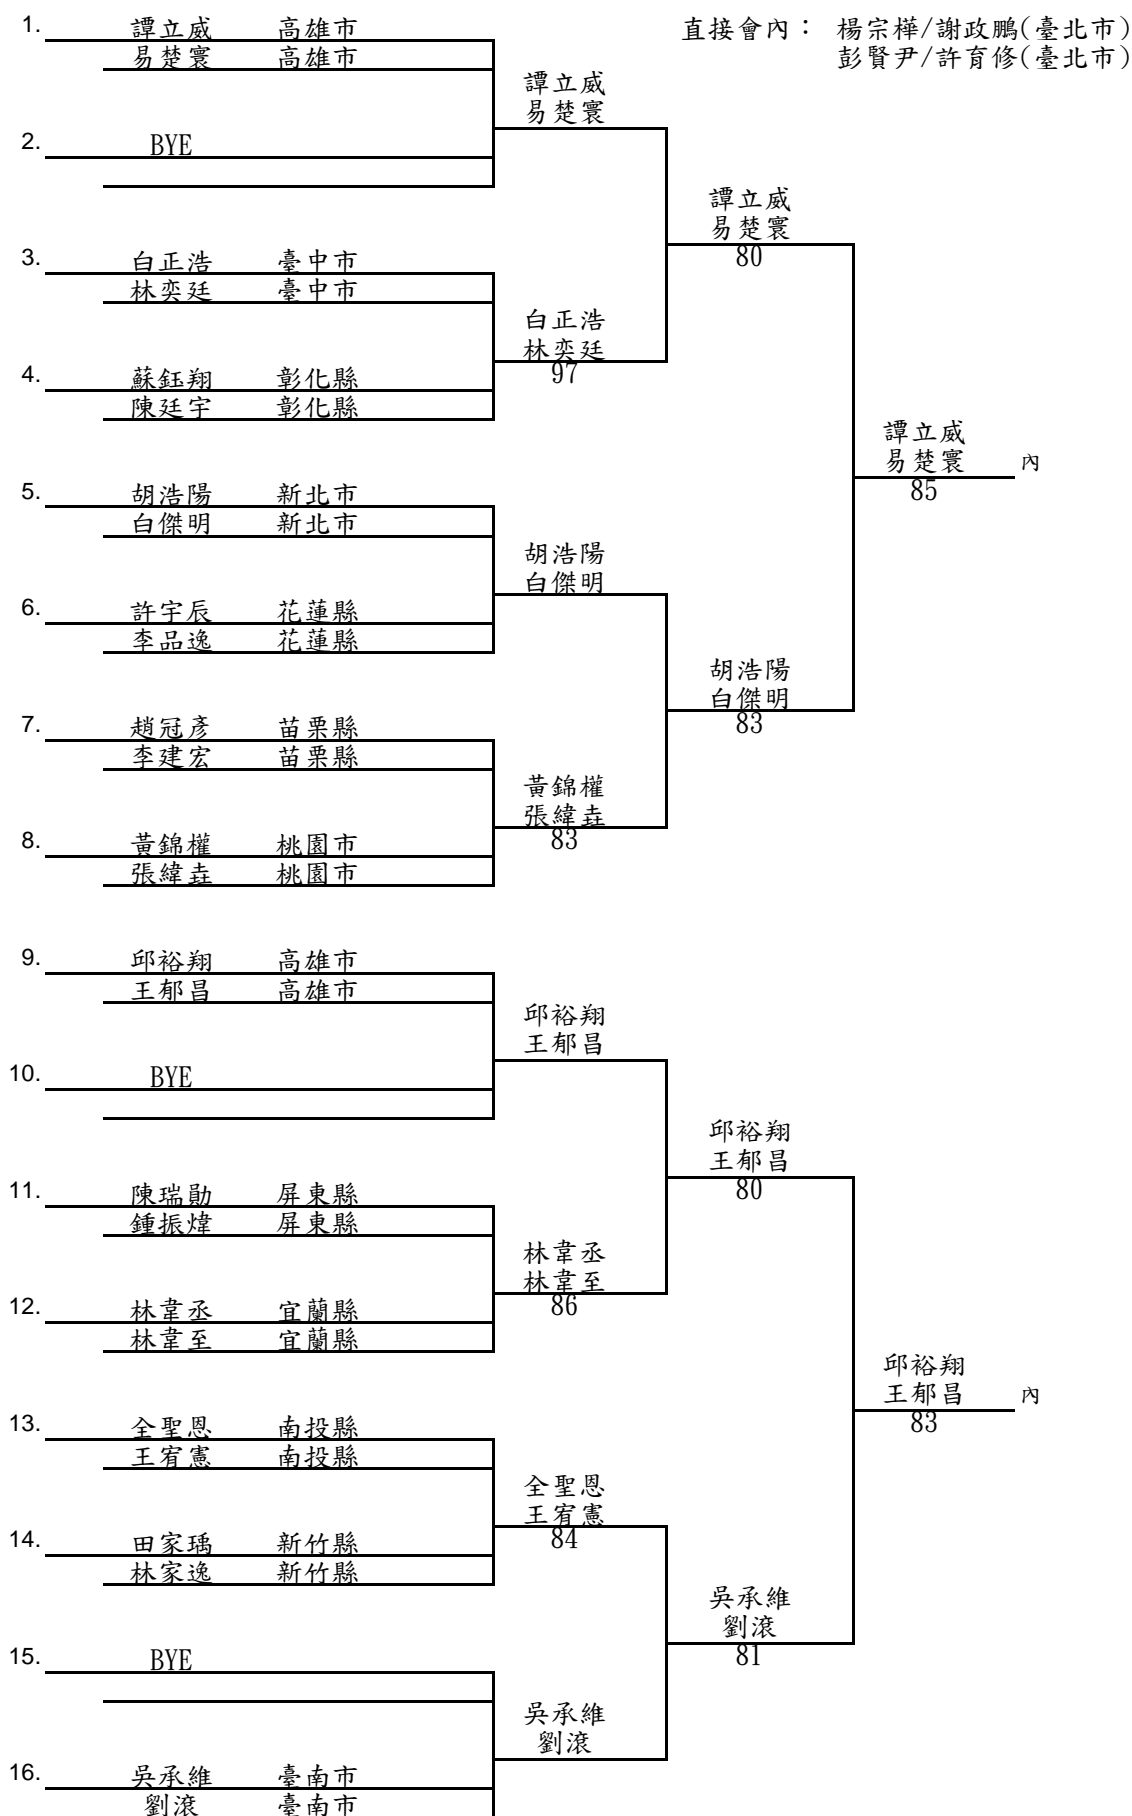 直接會內： 楊宗樺/謝政鵬(臺北市)
彭賢尹/許育修(臺北市)
1. 譚立威 高雄市
易楚寰 高雄市
譚立威
易楚寰
2. BYE
譚立威
易楚寰
80
3. 白正浩 臺中市
林奕廷 臺中市
白正浩
林奕廷
97
4. 蘇鈺翔 彰化縣
陳廷宇 彰化縣
譚立威
易楚寰 內
85
5. 胡浩陽 新北市
白傑明 新北市
胡浩陽
白傑明
6. 許宇辰 花蓮縣
李品逸 花蓮縣
胡浩陽
白傑明
83
7. 趙冠彥 苗栗縣
李建宏 苗栗縣
黃錦權
張緯垚
83
8. 黃錦權 桃園市
張緯垚 桃園市
9. 邱裕翔 高雄市
王郁昌 高雄市
邱裕翔
王郁昌
10. BYE
邱裕翔
王郁昌
80
11. 陳瑞勛 屏東縣
鍾振煒 屏東縣
林韋丞
林韋至
86
12. 林韋丞 宜蘭縣
林韋至 宜蘭縣
邱裕翔
王郁昌 內
83
13. 全聖恩 南投縣
王宥憲 南投縣
全聖恩
王宥憲
84
14. 田家瑀 新竹縣
林家逸 新竹縣
吳承維
劉滾
81
15. BYE
吳承維
劉滾
16. 吳承維 臺南市
劉滾 臺南市